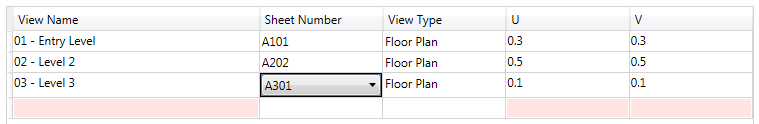 View Name Sheet Number View Type U V
01 - Entry Level A101 Floor Plan 0.3 0.3
02 - Level 2 A202 Floor Plan 0.5 0.5
03 - Level 3 A301 Floor Plan 0.1 0.1